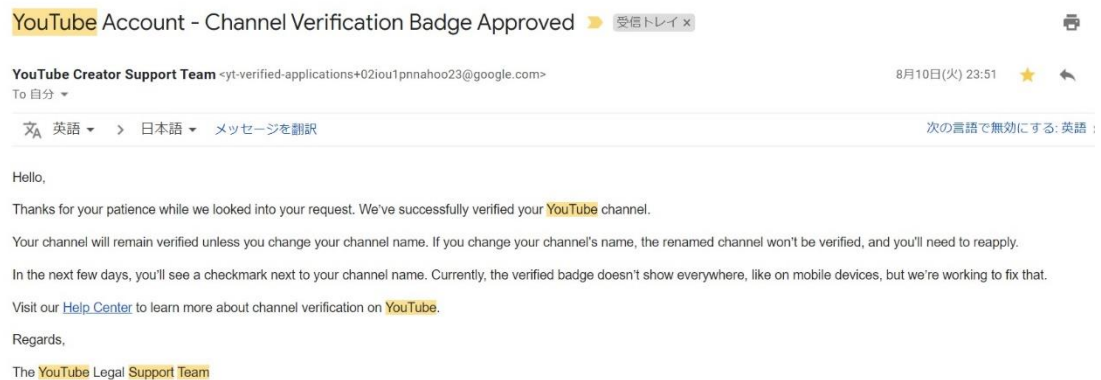 YouTube Account - Channel Verification Badge Approved 受信トレイ ×
YouTube Creator Support Team <yt-verified-applications+02iou1pnnahoo23@google.com> 8月10日(火) 23:51
To 自分
英語 > 日本語 メッセージを翻訳 次の言語で無効にする: 英語
Hello,
Thanks for your patience while we looked into your request. We've successfully verified your YouTube channel.
Your channel will remain verified unless you change your channel name. If you change your channel's name, the renamed channel won't be verified, and you'll need to reapply.
In the next few days, you'll see a checkmark next to your channel name. Currently, the verified badge doesn't show everywhere, like on mobile devices, but we're working to fix that.
Visit our Help Center to learn more about channel verification on YouTube.
Regards,
The YouTube Legal Support Team